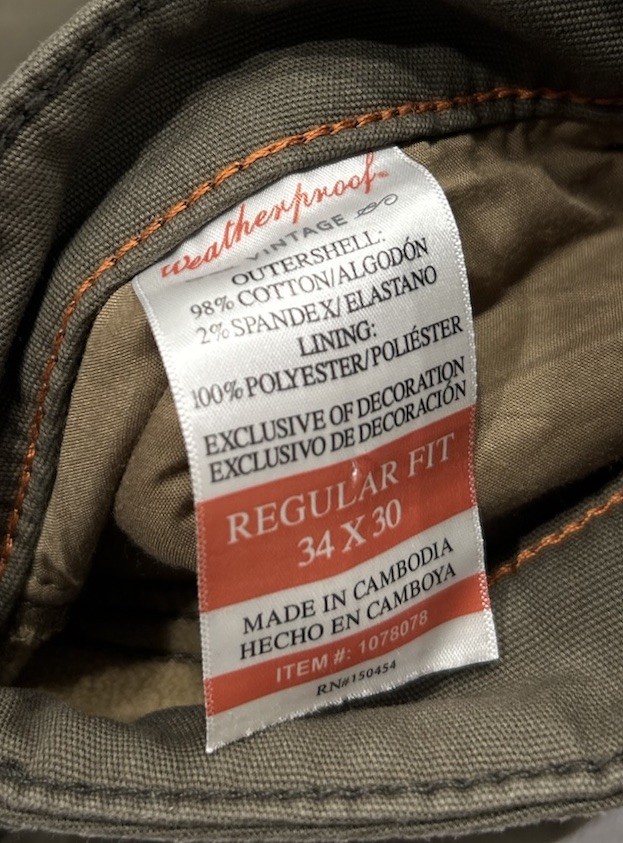 weatherproof
VINTAGE
OUTERSHELL:
98% COTTON/ALGODÓN
2% SPANDEX/ELASTANO
LINING:
100% POLYESTER/POLIÉSTER
EXCLUSIVE OF DECORATION
EXCLUSIVO DE DECORACIÓN
REGULAR FIT
34 X 30
MADE IN CAMBODIA
HECHO EN CAMBOYA
ITEM #: 1078078
RN#150454